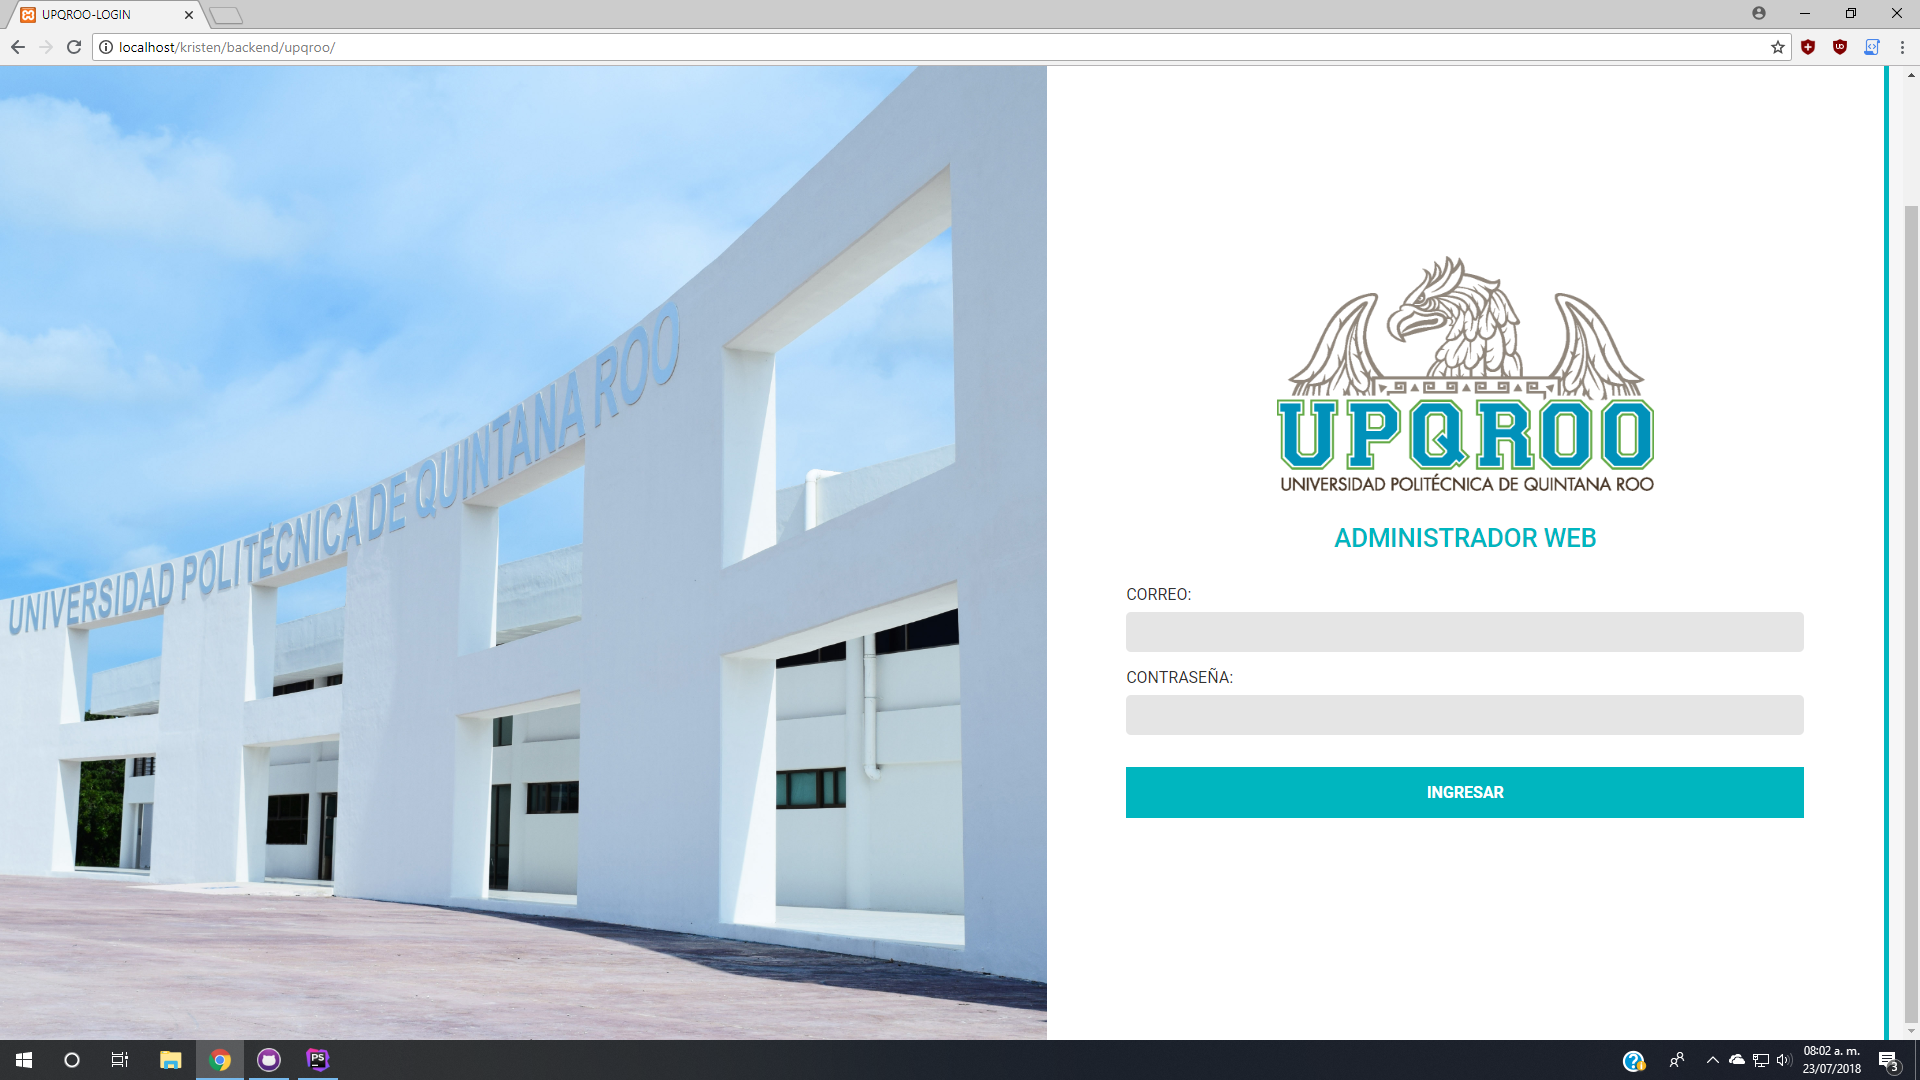 UPQROO-LOGIN
localhost/kristen/backend/upqroo/
UNIVERSIDAD POLITÉCNICA DE QUINTANA ROO
UPQROO
UNIVERSIDAD POLITÉCNICA DE QUINTANA ROO
ADMINISTRADOR WEB
CORREO:
CONTRASEÑA:
INGRESAR
PS
08:02 a. m.
23/07/2018
3